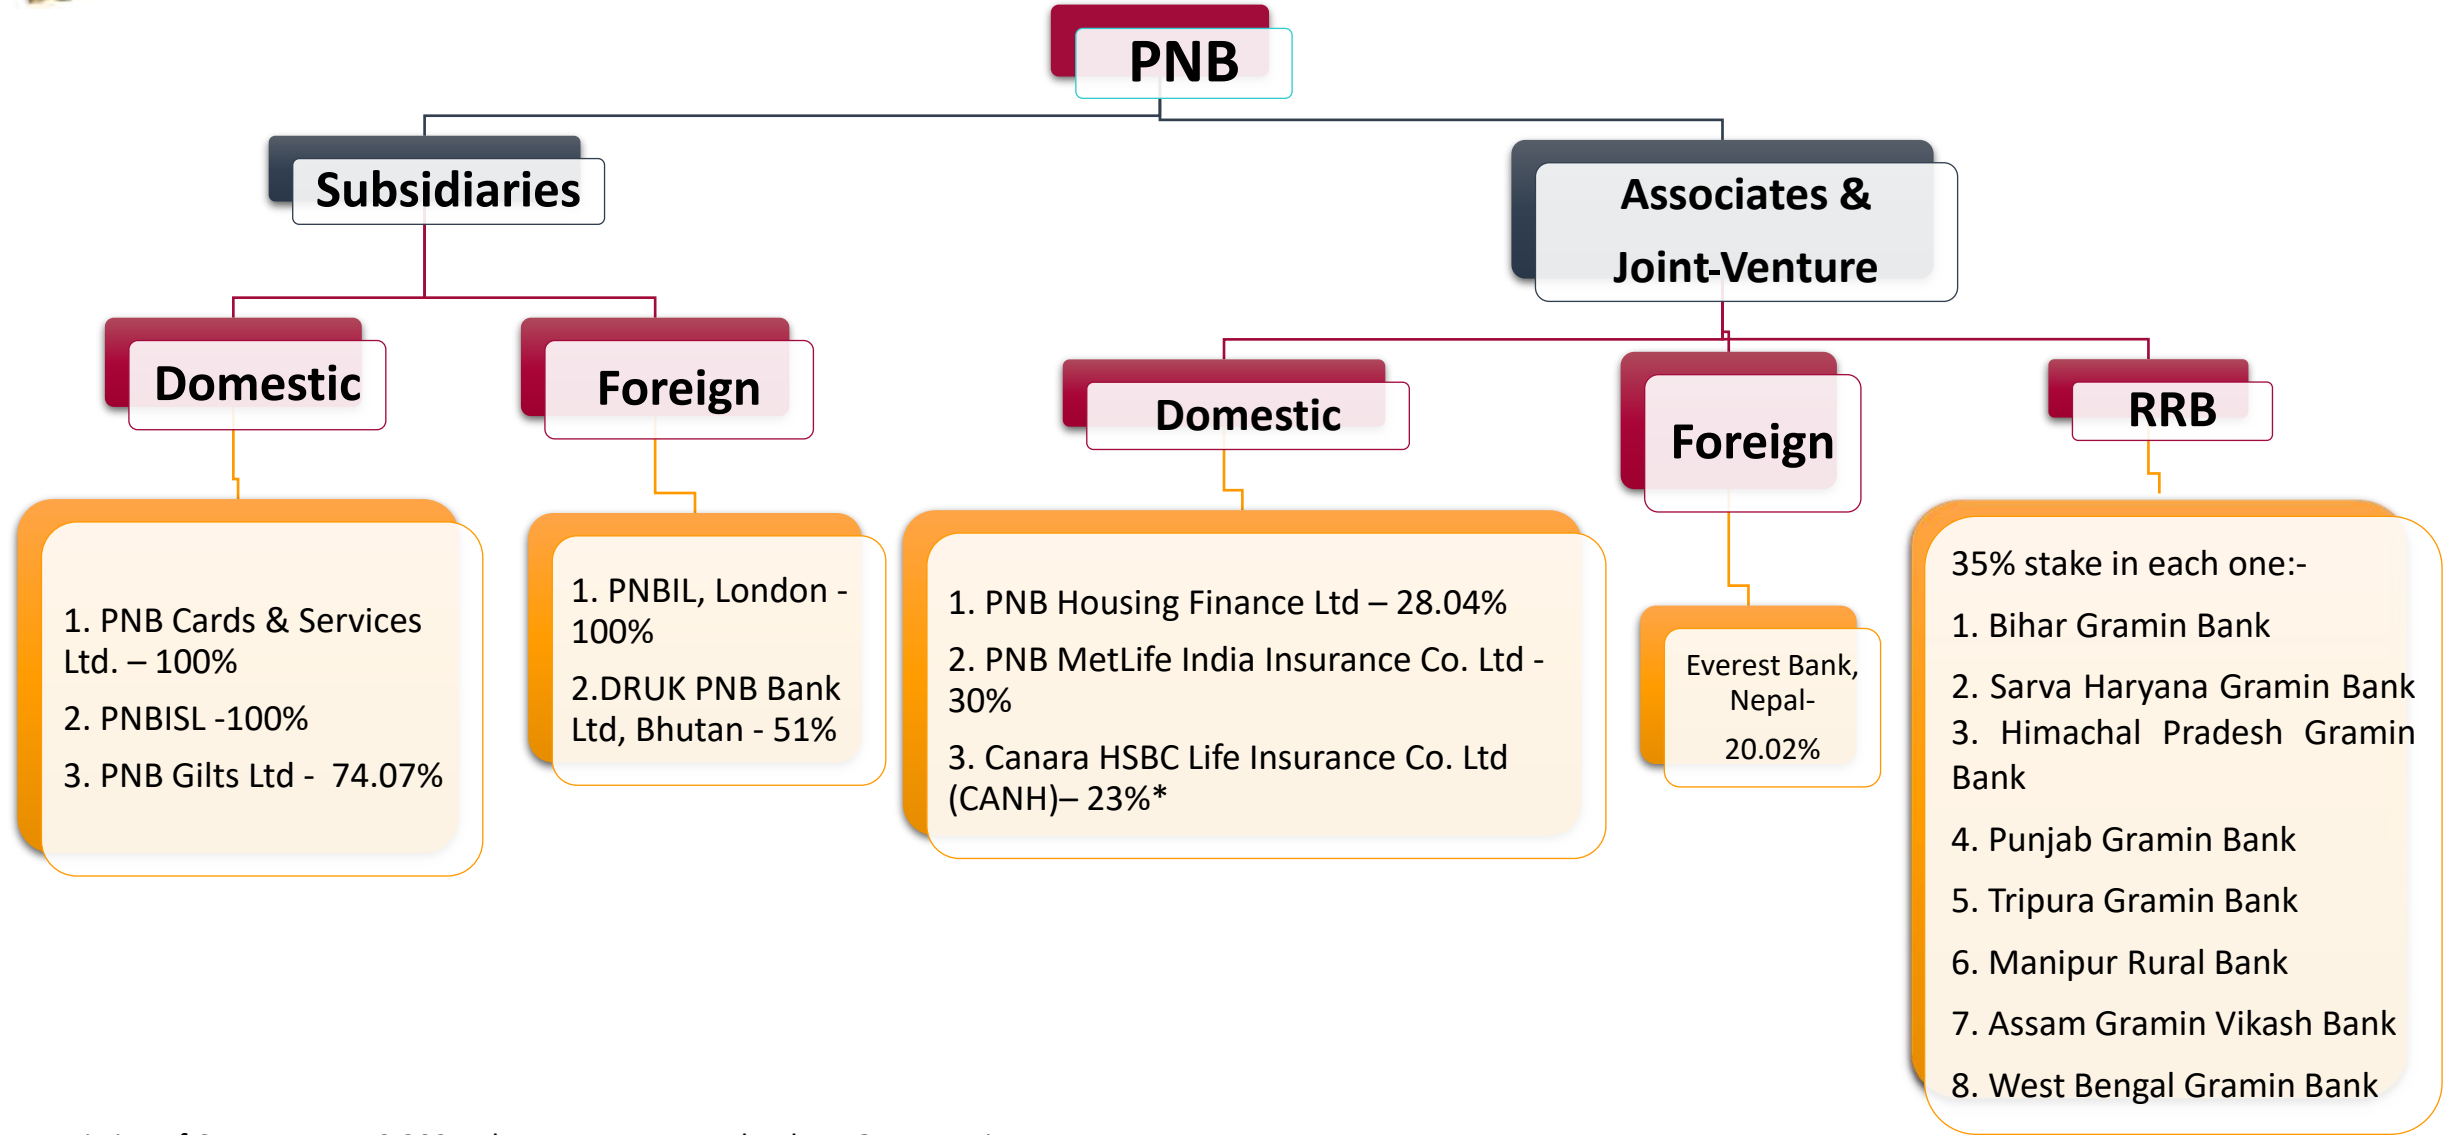 PNB
Subsidiaries
Associates &
Joint-Venture
Domestic
Foreign
Domestic
Foreign
RRB
1. PNB Cards & Services
Ltd. – 100%
2. PNBISL -100%
3. PNB Gilts Ltd - 74.07%
1. PNBIL, London -
100%
2.DRUK PNB Bank
Ltd, Bhutan - 51%
1. PNB Housing Finance Ltd – 28.04%
2. PNB MetLife India Insurance Co. Ltd -
30%
3. Canara HSBC Life Insurance Co. Ltd
(CANH)– 23%*
Everest Bank,
Nepal-
20.02%
35% stake in each one:-
1. Bihar Gramin Bank
2. Sarva Haryana Gramin Bank
3. Himachal Pradesh Gramin
Bank
4. Punjab Gramin Bank
5. Tripura Gramin Bank
6. Manipur Rural Bank
7. Assam Gramin Vikash Bank
8. West Bengal Gramin Bank